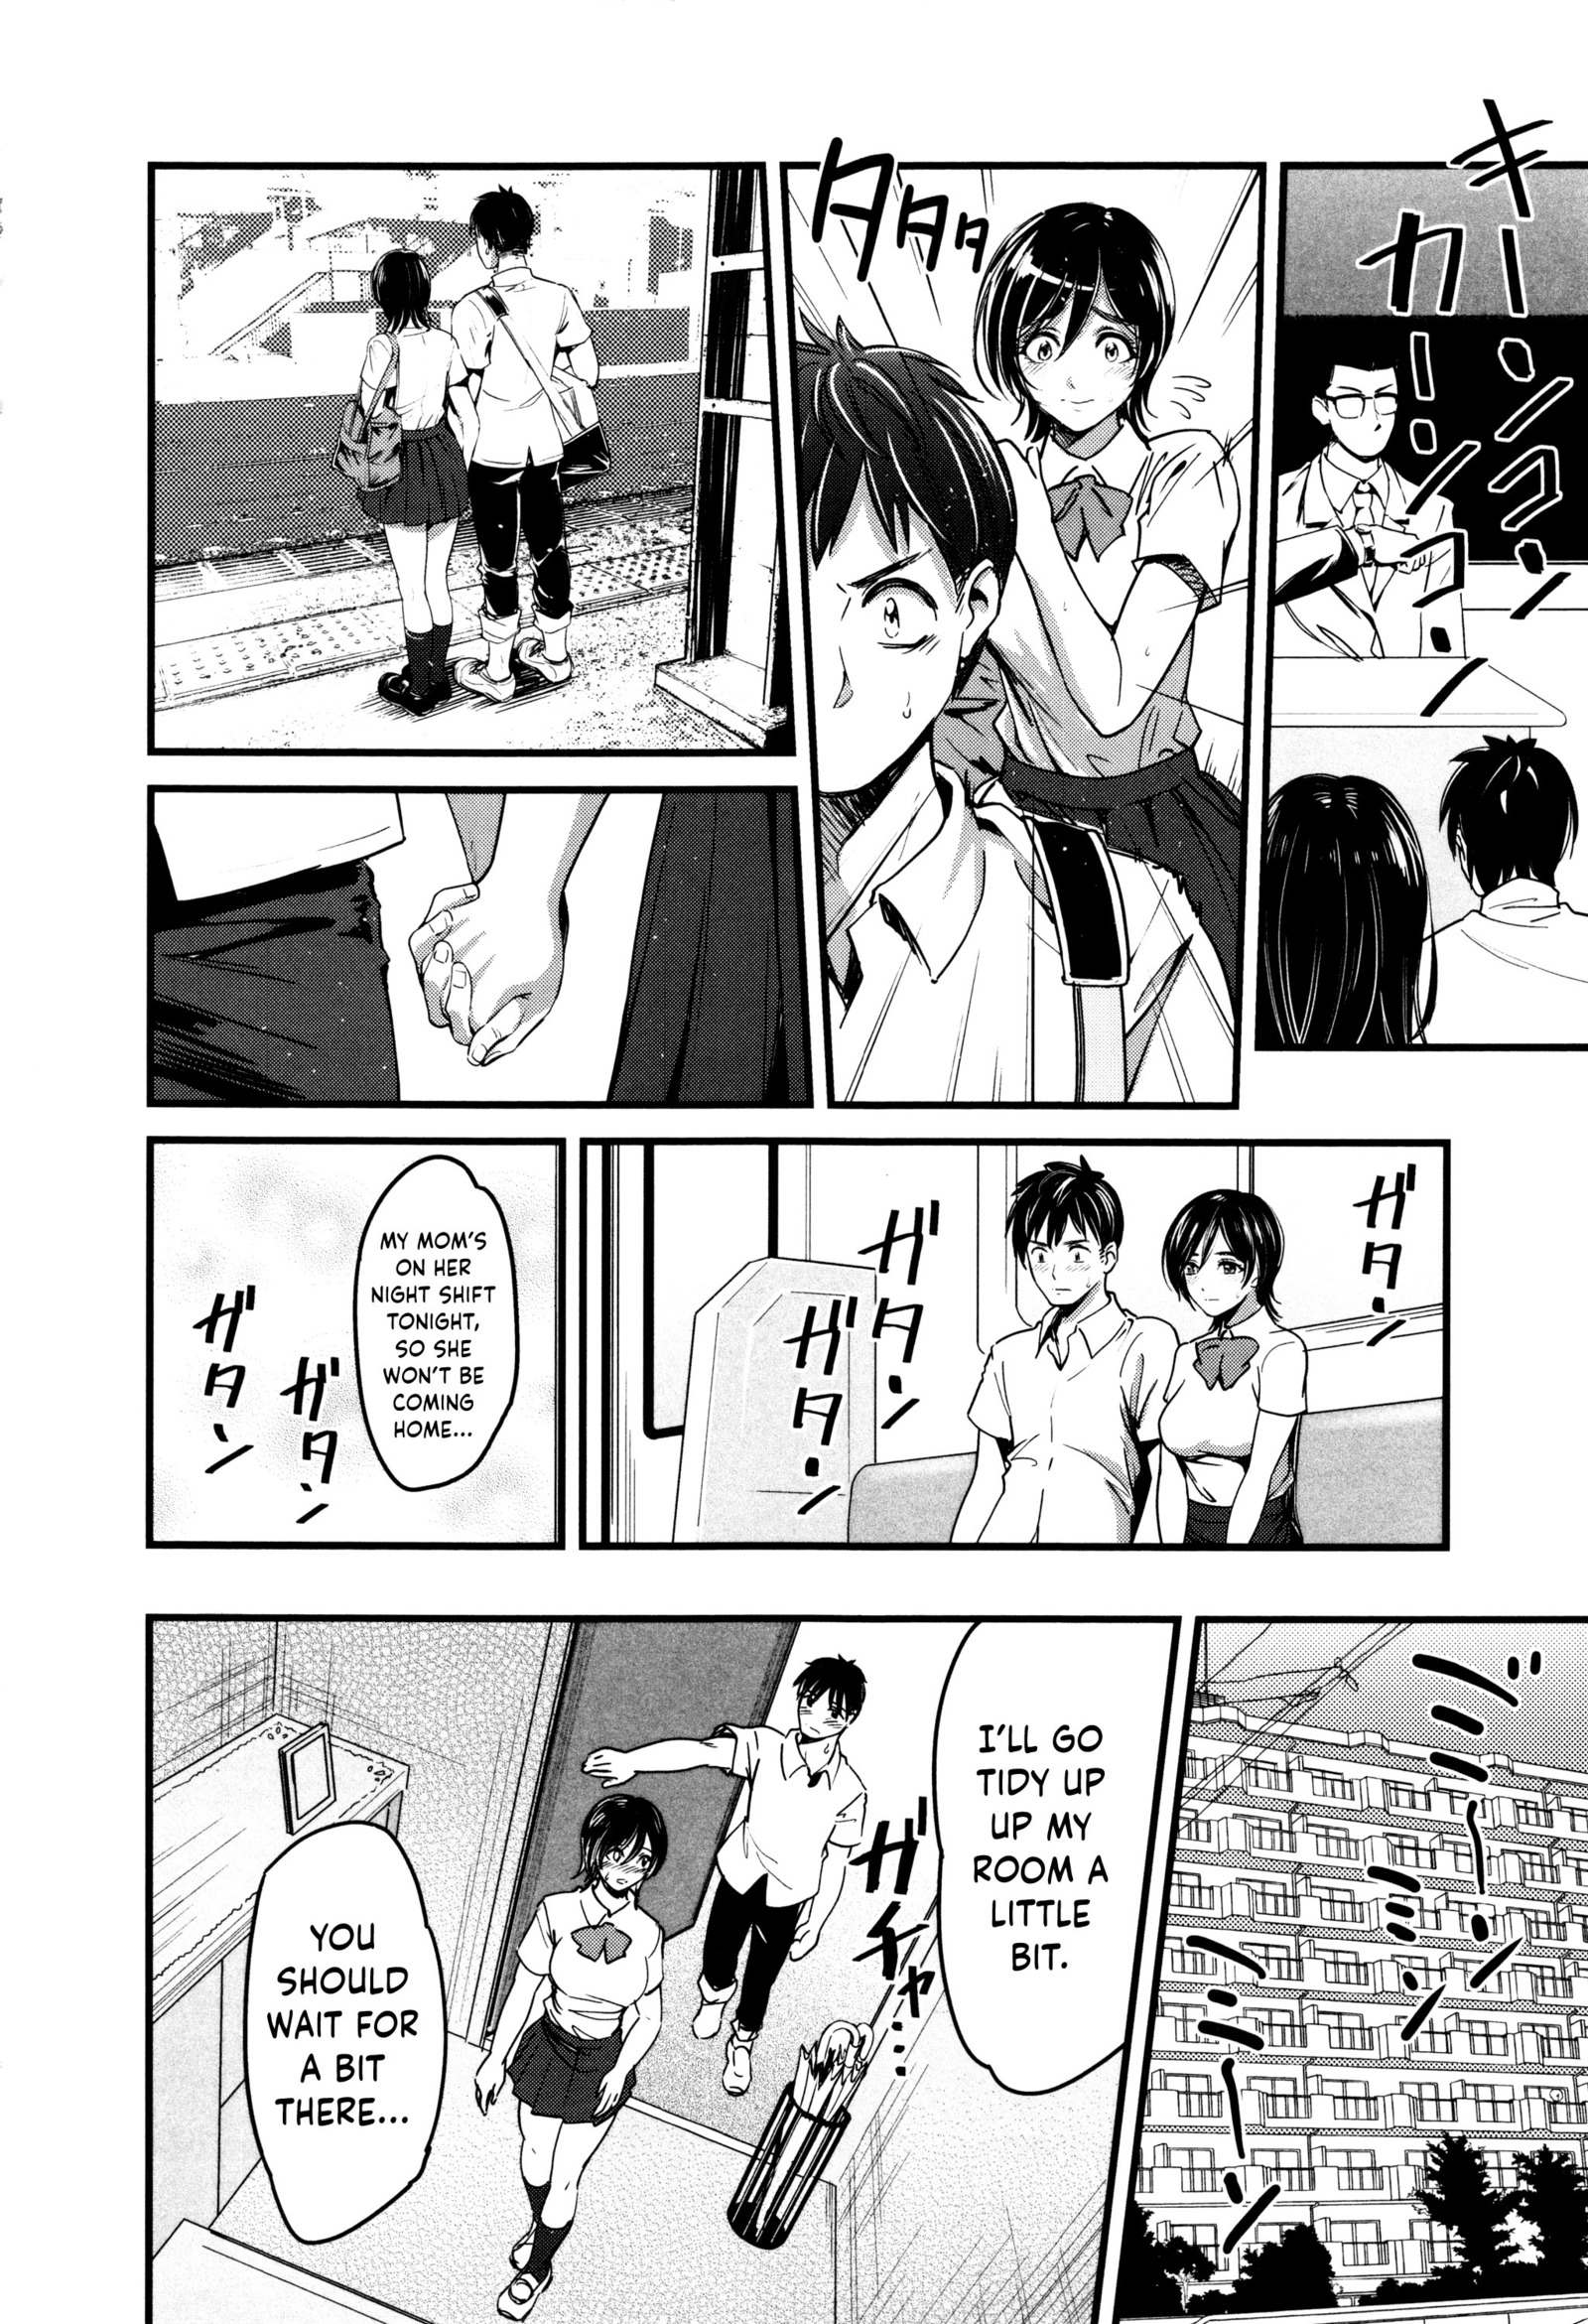 キーンコン
カーンコーン
タタタタ
ガタン
ガタン
ガタン
MY MOM'S
ON HER
NIGHT SHIFT
TONIGHT,
SO SHE
WON'T BE
COMING
HOME...
ガタン
ガタン
ミーン
ミンミン
ミーン
I'LL GO
TIDY UP
UP MY
ROOM A
LITTLE
BIT.
ガチャ...
YOU
SHOULD
WAIT FOR
A BIT
THERE...